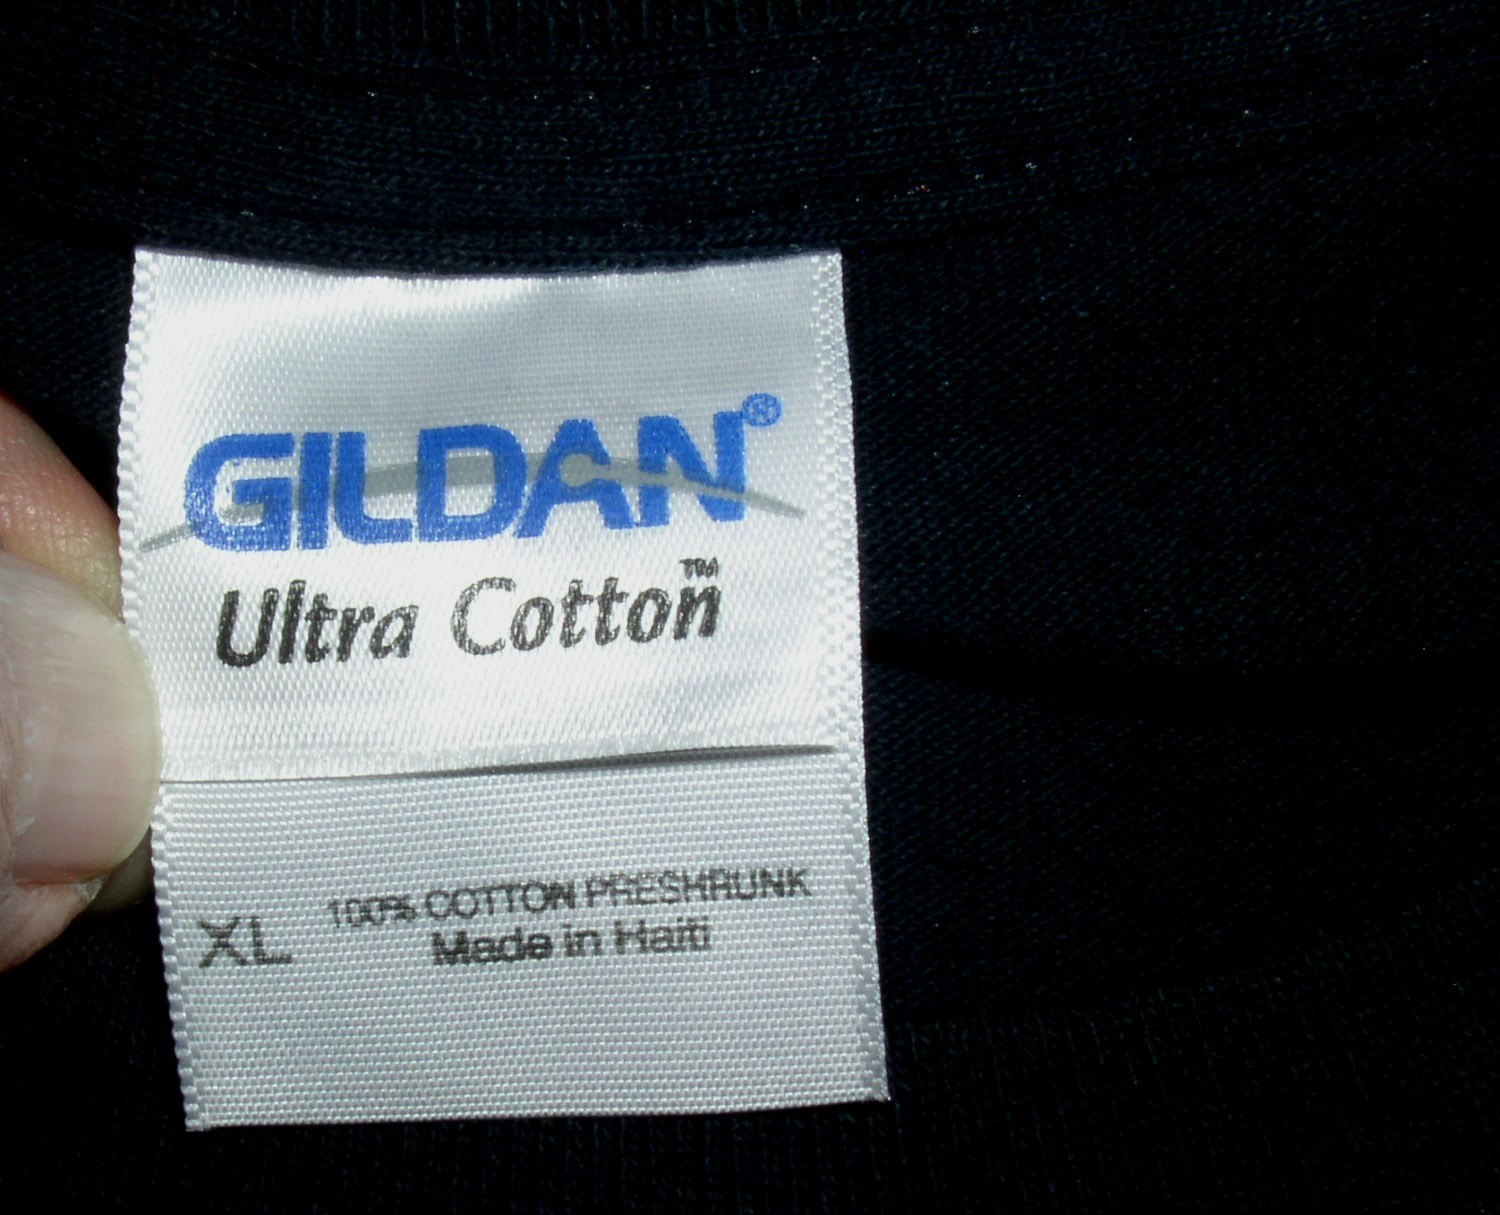 GILDAN®
Ultra Cotton™
XL 100% COTTON PRESHRUNK
Made in Haiti